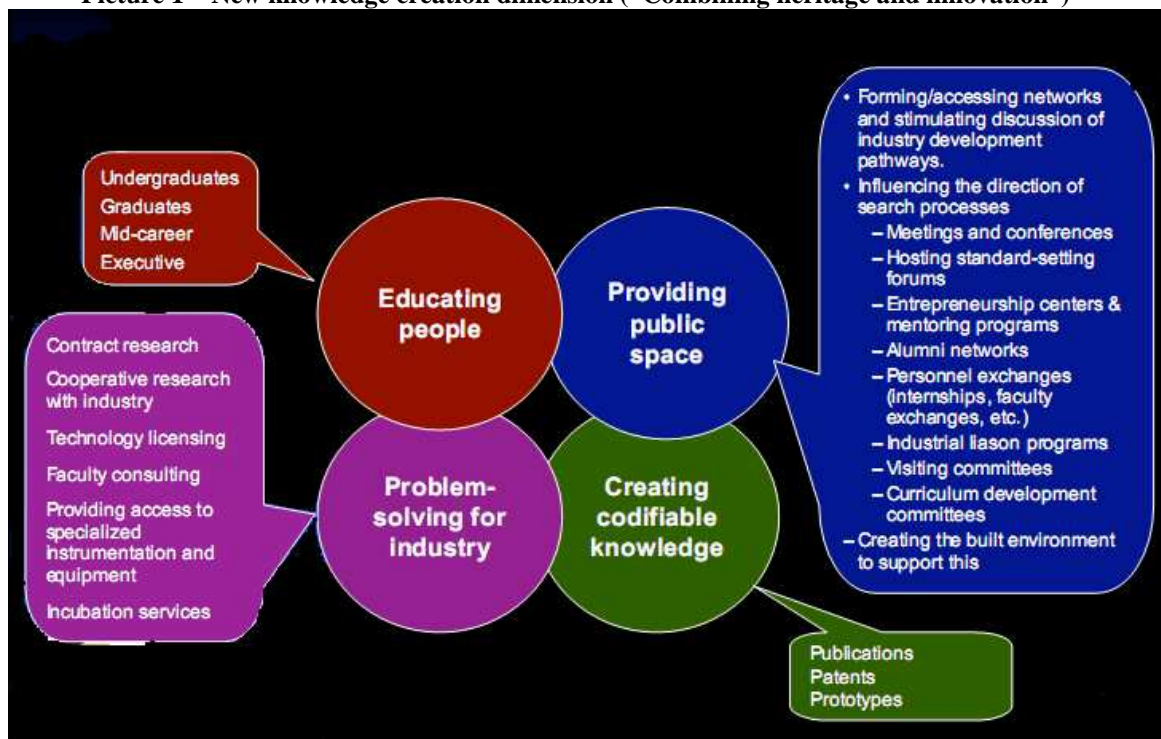 Picture 1 – New knowledge creation dimension ("Combining heritage and innovation")
Undergraduates
Graduates
Mid-career
Executive
Educating
people
Providing
public
space
• Forming/accessing networks
and stimulating discussion of
industry development
pathways.
• Influencing the direction of
search processes
– Meetings and conferences
– Hosting standard-setting
forums
– Entrepreneurship centers &
mentoring programs
– Alumni networks
– Personnel exchanges
(internships, faculty
exchanges, etc.)
– Industrial liason programs
– Visiting committees
– Curriculum development
committees
– Creating the built environment
to support this
Contract research
Cooperative research
with industry
Technology licensing
Faculty consulting
Providing access to
specialized
instrumentation and
equipment
Incubation services
Problem-
solving for
industry
Creating
codifiable
knowledge
Publications
Patents
Prototypes